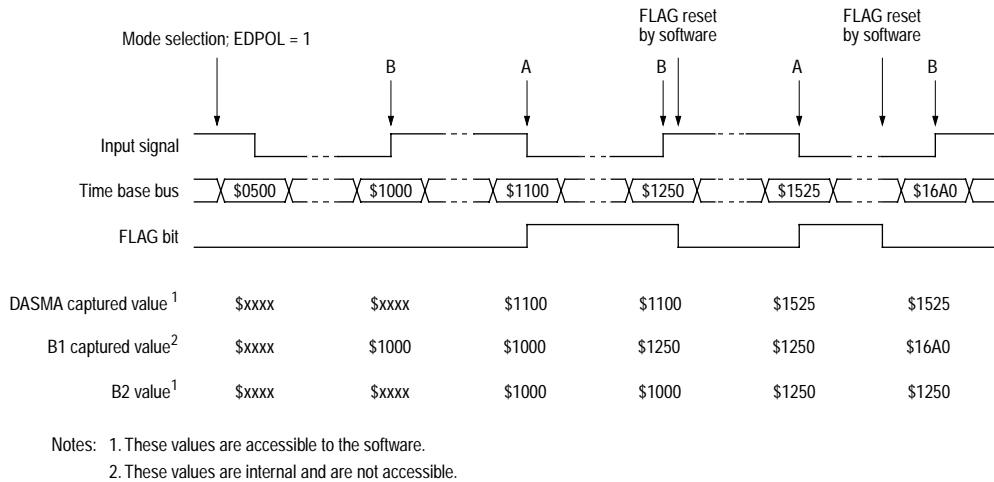 FLAG reset
by software
FLAG reset
by software
Mode selection; EDPOL = 1
B
A
B
A
B
Input signal
Time base bus
$0500
$1000
$1100
$1250
$1525
$16A0
FLAG bit
DASMA captured value 1 $xxxx $xxxx $1100 $1100 $1525 $1525
B1 captured value2 $xxxx $1000 $1000 $1250 $1250 $16A0
B2 value1 $xxxx $xxxx $1000 $1000 $1250 $1250
Notes: 1. These values are accessible to the software.
2. These values are internal and are not accessible.